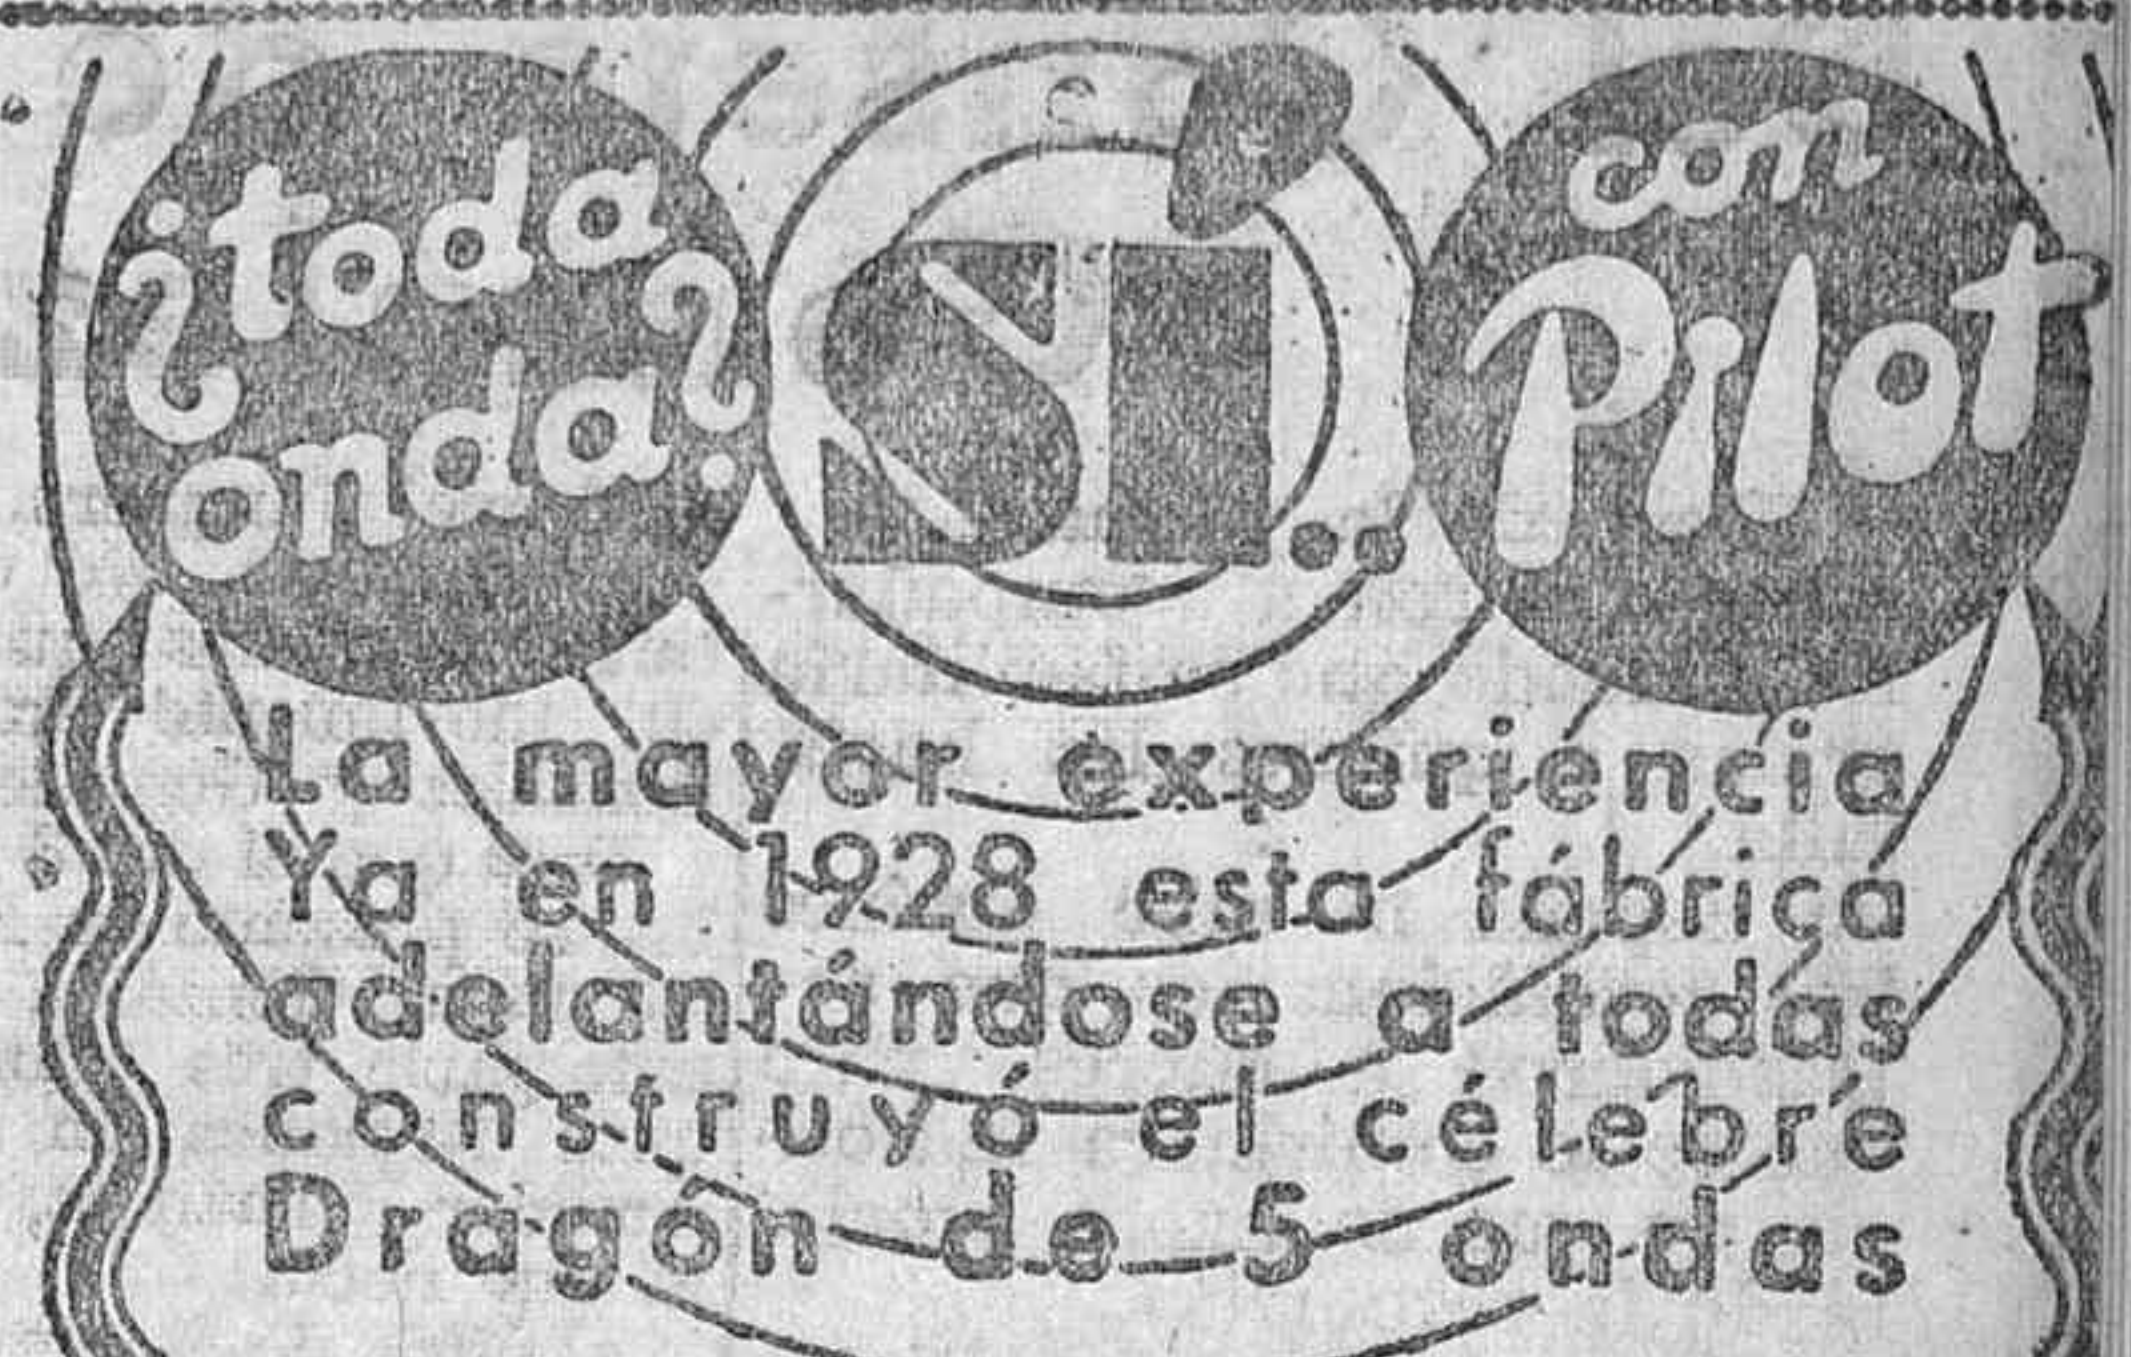 ¿toda
onda?
SÍ..
con
Pilot
La mayor experiencia
Ya en 1928 esta fábrica
adelantándose a todas
construyó el célebre
Dragón de 5 ondas